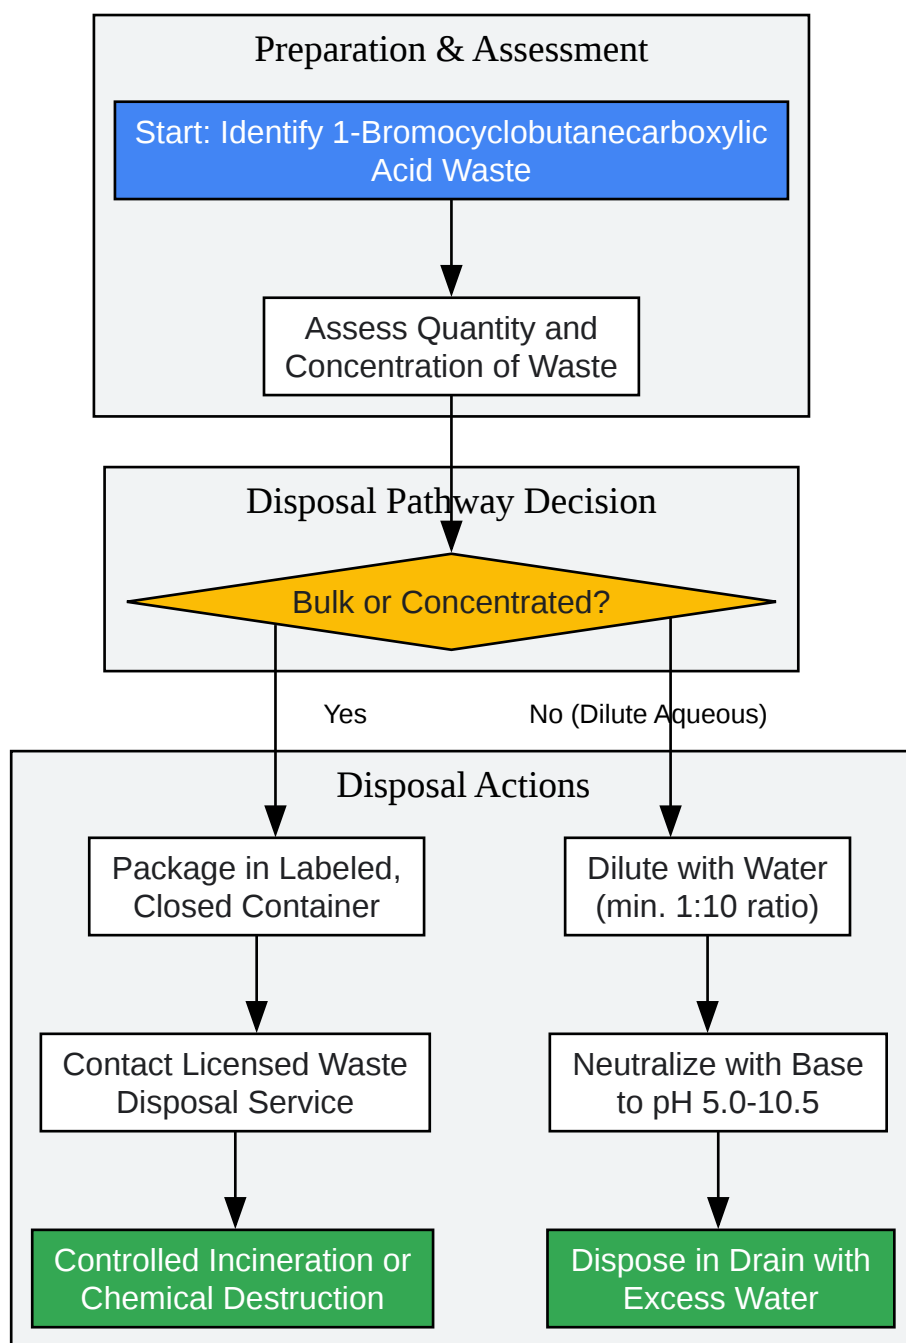 Preparation & Assessment
Start: Identify 1-Bromocyclobutanecarboxylic
Acid Waste
Assess Quantity and
Concentration of Waste
Disposal Pathway Decision
Bulk or Concentrated?
Yes
No (Dilute Aqueous)
Disposal Actions
Package in Labeled,
Closed Container
Dilute with Water
(min. 1:10 ratio)
Contact Licensed Waste
Disposal Service
Neutralize with Base
to pH 5.0-10.5
Controlled Incineration or
Chemical Destruction
Dispose in Drain with
Excess Water